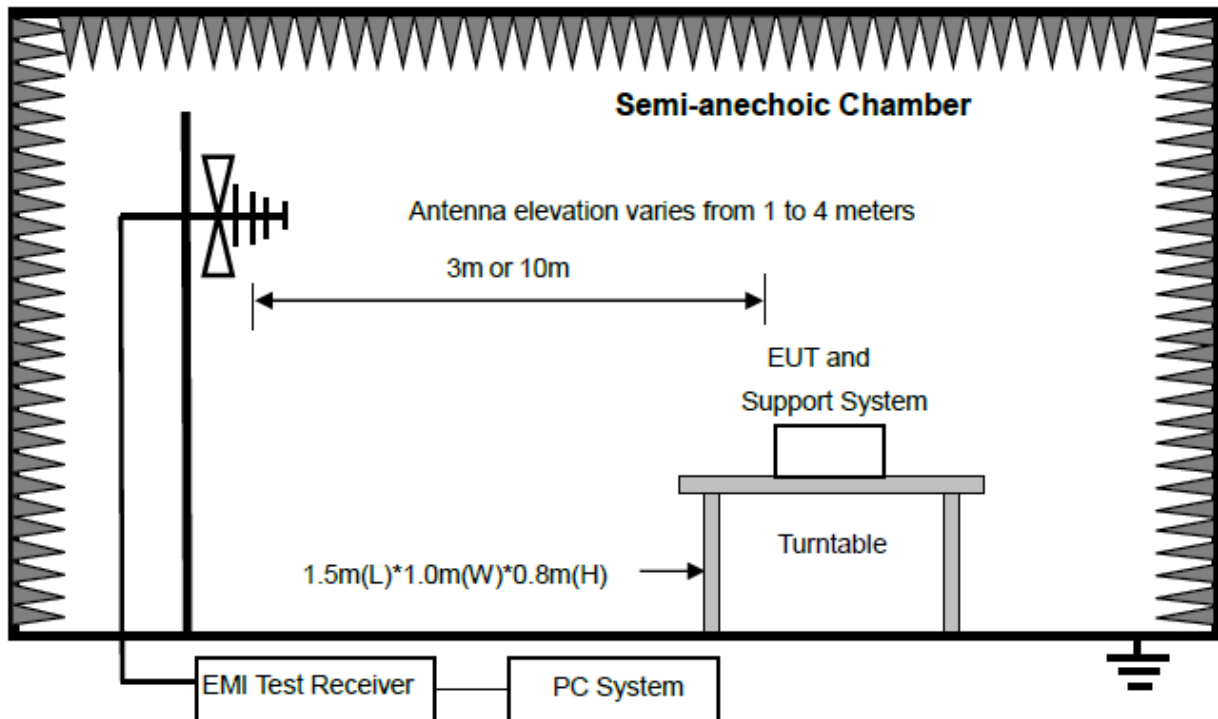 Semi-anechoic Chamber
Antenna elevation varies from 1 to 4 meters
3m or 10m
EUT and
Support System
Turntable
1.5m(L)*1.0m(W)*0.8m(H)
EMI Test Receiver
PC System